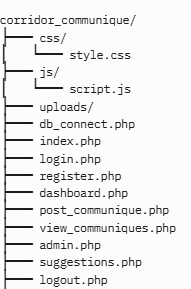 corridor_communique/
├── css/
│   └── style.css
├── js/
│   └── script.js
├── uploads/
├── db_connect.php
├── index.php
├── login.php
├── register.php
├── dashboard.php
├── post_communique.php
├── view_communiques.php
├── admin.php
├── suggestions.php
├── logout.php